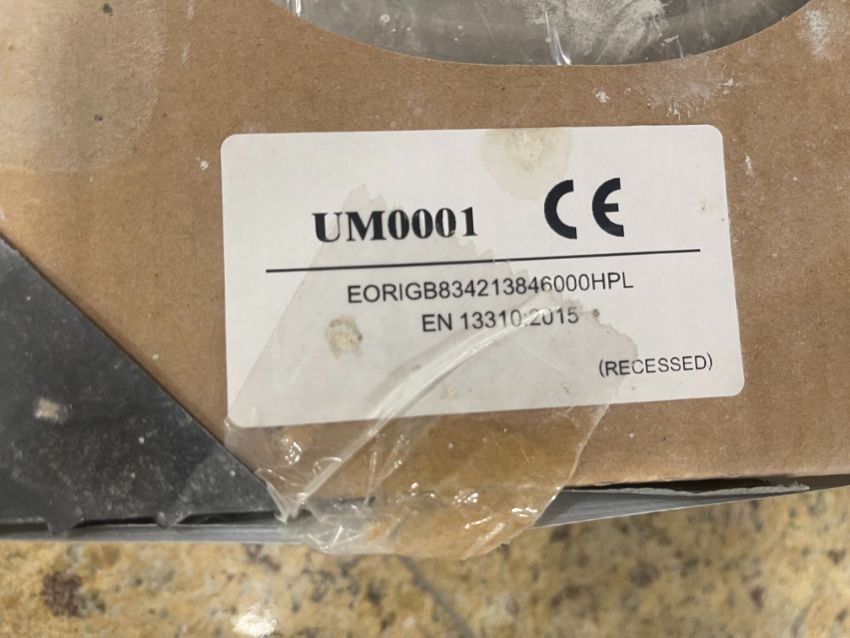 UM0001 CE
EORIGB834213846000HPL
EN 13310:2015
(RECESSED)